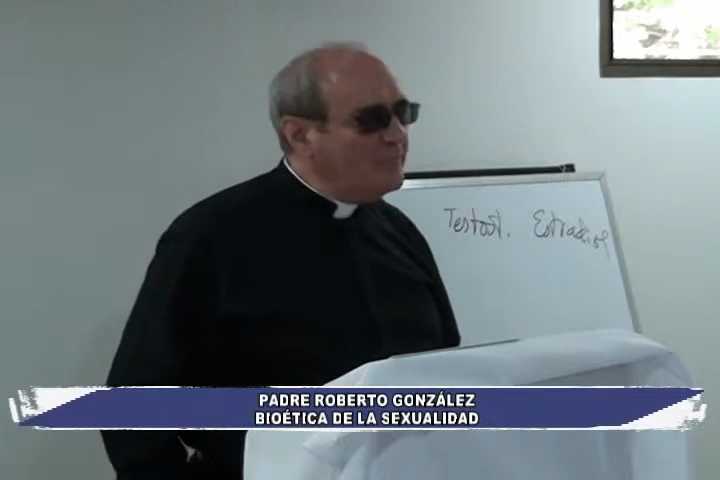 Testost. Estradiol
PADRE ROBERTO GONZÁLEZ
BIOÉTICA DE LA SEXUALIDAD